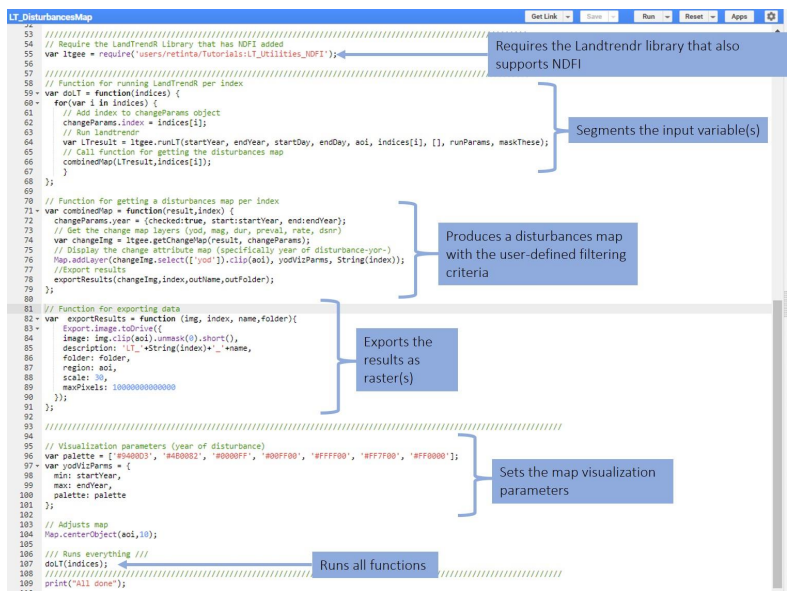 LT_DisturbancesMap
Get Link
Save
Run
Reset
Apps
52
53 ////////////////////////////////////////////////////////////////////////////////////////////////////
54 // Require the LandTrendR Library that has NDFI added
55 var ltgee = require('users/retinta/Tutorials:LT_Utilities_NDFI');
Requires the Landtrendr library that also
supports NDFI
56
57 ////////////////////////////////////////////////////////////////////////////////////////////////////
58 // Function for running LandTrendR per index
59 var doLT = function(indices) {
60 for(var i in indices) {
61 // Add index to changeParams object
62 changeParams.index = indices[i];
63 // Run landtrendr
64 var LTresult = ltgee.runLT(startYear, endYear, startDay, endDay, aoi, indices[i], [], runParams, maskThese);
65 // Call function for getting the disturbances map
66 combinedMap(LTresult,indices[i]);
67 }
68 };
Segments the input variable(s)
69
70 // Function for getting a disturbances map per index
71 var combinedMap = function(result,index) {
72 changeParams.year = {checked:true, start:startYear, end:endYear};
73 // Get the change map layers (yod, mag, dur, preval, rate, dsnr)
74 var changeImg = ltgee.getChangeMap(result, changeParams);
75 // Display the change attribute map (specifically year of disturbance-yor-)
76 Map.addLayer(changeImg.select(['yod']).clip(aoi), yodVizParms, String(index));
77 //Export results
78 exportResults(changeImg,index,outName,outFolder);
79 };
Produces a disturbances map
with the user-defined filtering
criteria
80
81 // Function for exporting data
82 var exportResults = function (img, index, name,folder){
83 Export.image.toDrive({
84 image: img.clip(aoi).unmask(0).short(),
85 description: 'LT_'+String(index)+'_'+name,
86 folder: folder,
87 region: aoi,
88 scale: 30,
89 maxPixels: 10000000000000
90 });
91 };
Exports the
results as
raster(s)
92
93 ////////////////////////////////////////////////////////////////////////////////////////////////////
94
95 // Visualization parameters (year of disturbance)
96 var palette = ['#9400D3', '#4B0082', '#0000FF', '#00FF00', '#FFFF00', '#FF7F00', '#FF0000'];
97 var yodVizParms = {
98 min: startYear,
99 max: endYear,
100 palette: palette
101 };
Sets the map visualization
parameters
102
103 // Adjusts map
104 Map.centerObject(aoi,10);
105
106 /// Runs everything ///
107 doLT(indices);
Runs all functions
108 ////////////////////////////////////////////////////////////////////////////////////////////////////
109 print("All done");